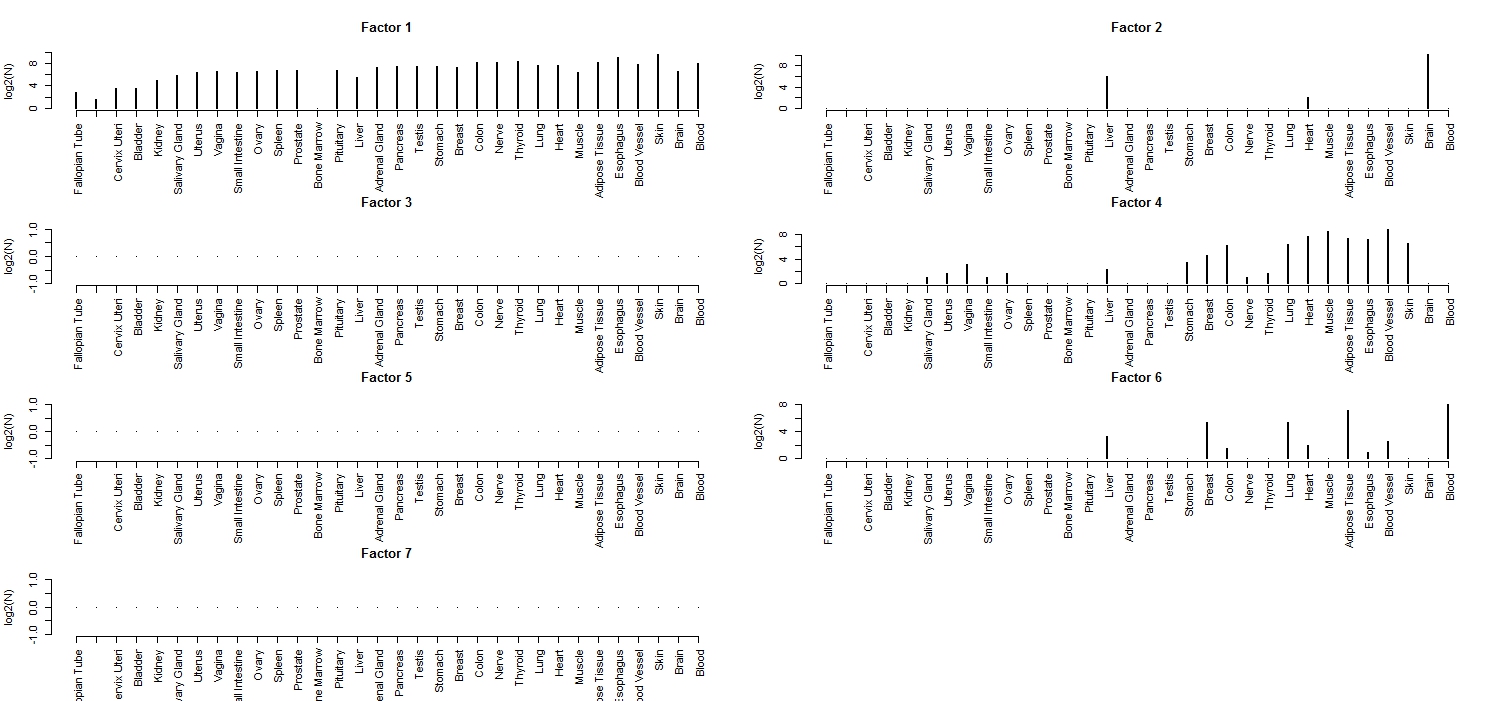 Factor 1
log2(N)
0 4 8
Fallopian Tube Cervix Uteri Bladder Kidney Salivary Gland Uterus Vagina Small Intestine Ovary Spleen Prostate Bone Marrow Pituitary Liver Adrenal Gland Pancreas Testis Stomach Breast Colon Nerve Thyroid Lung Heart Muscle Adipose Tissue Esophagus Blood Vessel Skin Brain Blood
Factor 2
log2(N)
0 4 8
Fallopian Tube Cervix Uteri Bladder Kidney Salivary Gland Uterus Vagina Small Intestine Ovary Spleen Prostate Bone Marrow Pituitary Liver Adrenal Gland Pancreas Testis Stomach Breast Colon Nerve Thyroid Lung Heart Muscle Adipose Tissue Esophagus Blood Vessel Skin Brain Blood
Factor 3
log2(N)
-1.0 0.0 1.0
Fallopian Tube Cervix Uteri Bladder Kidney Salivary Gland Uterus Vagina Small Intestine Ovary Spleen Prostate Bone Marrow Pituitary Liver Adrenal Gland Pancreas Testis Stomach Breast Colon Nerve Thyroid Lung Heart Muscle Adipose Tissue Esophagus Blood Vessel Skin Brain Blood
Factor 4
log2(N)
0 4 8
Fallopian Tube Cervix Uteri Bladder Kidney Salivary Gland Uterus Vagina Small Intestine Ovary Spleen Prostate Bone Marrow Pituitary Liver Adrenal Gland Pancreas Testis Stomach Breast Colon Nerve Thyroid Lung Heart Muscle Adipose Tissue Esophagus Blood Vessel Skin Brain Blood
Factor 5
log2(N)
-1.0 0.0 1.0
Fallopian Tube Cervix Uteri Bladder Kidney Salivary Gland Uterus Vagina Small Intestine Ovary Spleen Prostate Bone Marrow Pituitary Liver Adrenal Gland Pancreas Testis Stomach Breast Colon Nerve Thyroid Lung Heart Muscle Adipose Tissue Esophagus Blood Vessel Skin Brain Blood
Factor 6
log2(N)
0 4 8
Fallopian Tube Cervix Uteri Bladder Kidney Salivary Gland Uterus Vagina Small Intestine Ovary Spleen Prostate Bone Marrow Pituitary Liver Adrenal Gland Pancreas Testis Stomach Breast Colon Nerve Thyroid Lung Heart Muscle Adipose Tissue Esophagus Blood Vessel Skin Brain Blood
Factor 7
log2(N)
-1.0 0.0 1.0
opian Tube ervix Uteri Bladder Kidney vary Gland Uterus Vagina ll Intestine Ovary Spleen Prostate ne Marrow Pituitary Liver enal Gland Pancreas Testis Stomach Breast Colon Nerve Thyroid Lung Heart Muscle ose Tissue Esophagus ood Vessel Skin Brain Blood